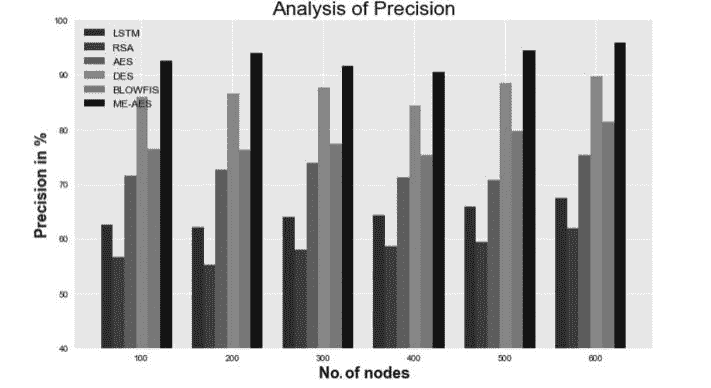 Analysis of Precision
100
90
80
70
60
50
40
Precision in %
LSTM
RSA
AES
DES
BLOWFIS
ME-AES
100 200 300 400 500 600
No. of nodes